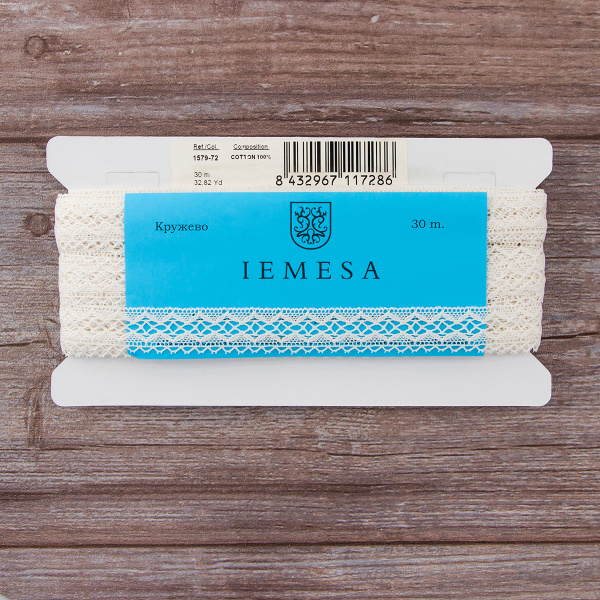 Ref./Col. Composition
1579-72 COTTON 100%
30 m.
32,82 Yd
8 432967 117286
Кружево 30 m.
IEMESA